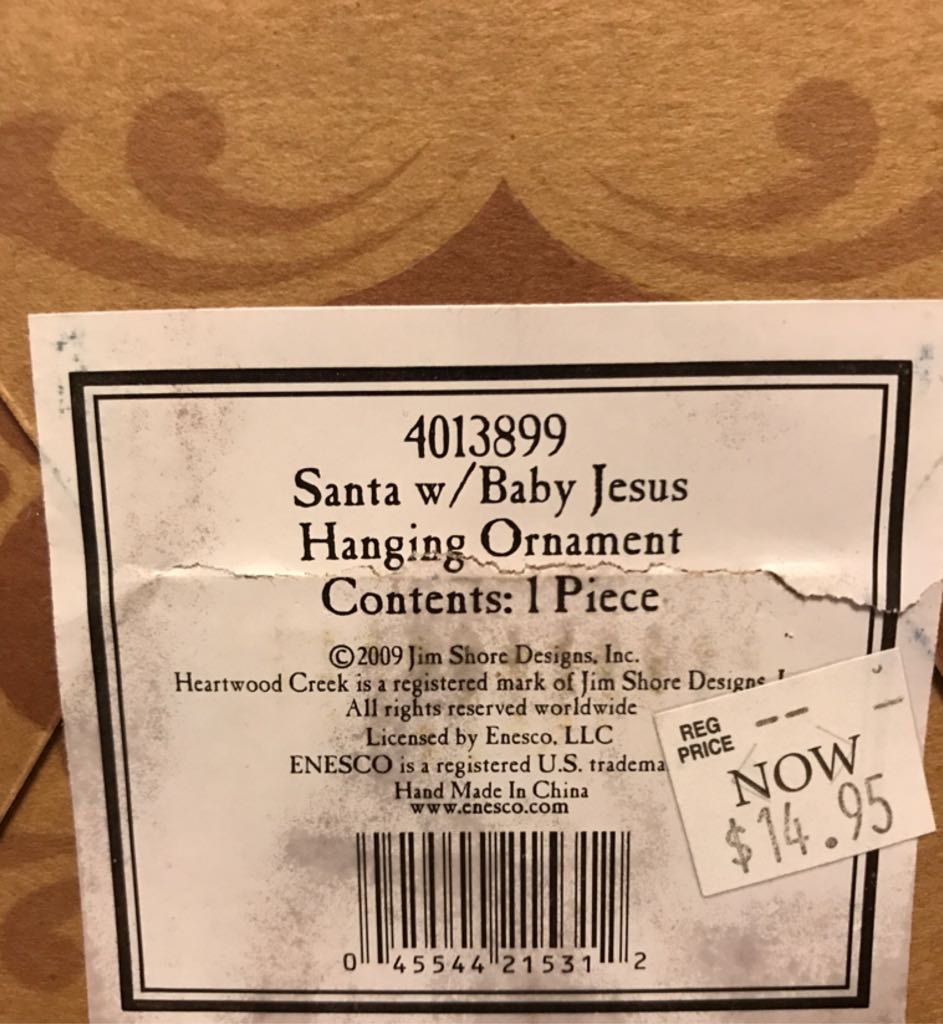 4013899
Santa w/Baby Jesus
Hanging Ornament
Contents: 1 Piece
©2009 Jim Shore Designs, Inc.
Heartwood Creek is a registered mark of Jim Shore Designs
All rights reserved worldwide
Licensed by Enesco, LLC
ENESCO is a registered U.S.
Hand Made In China
www.enesco.com
0 45544 21531 2
REG PRICE -- -
NOW
$14.95